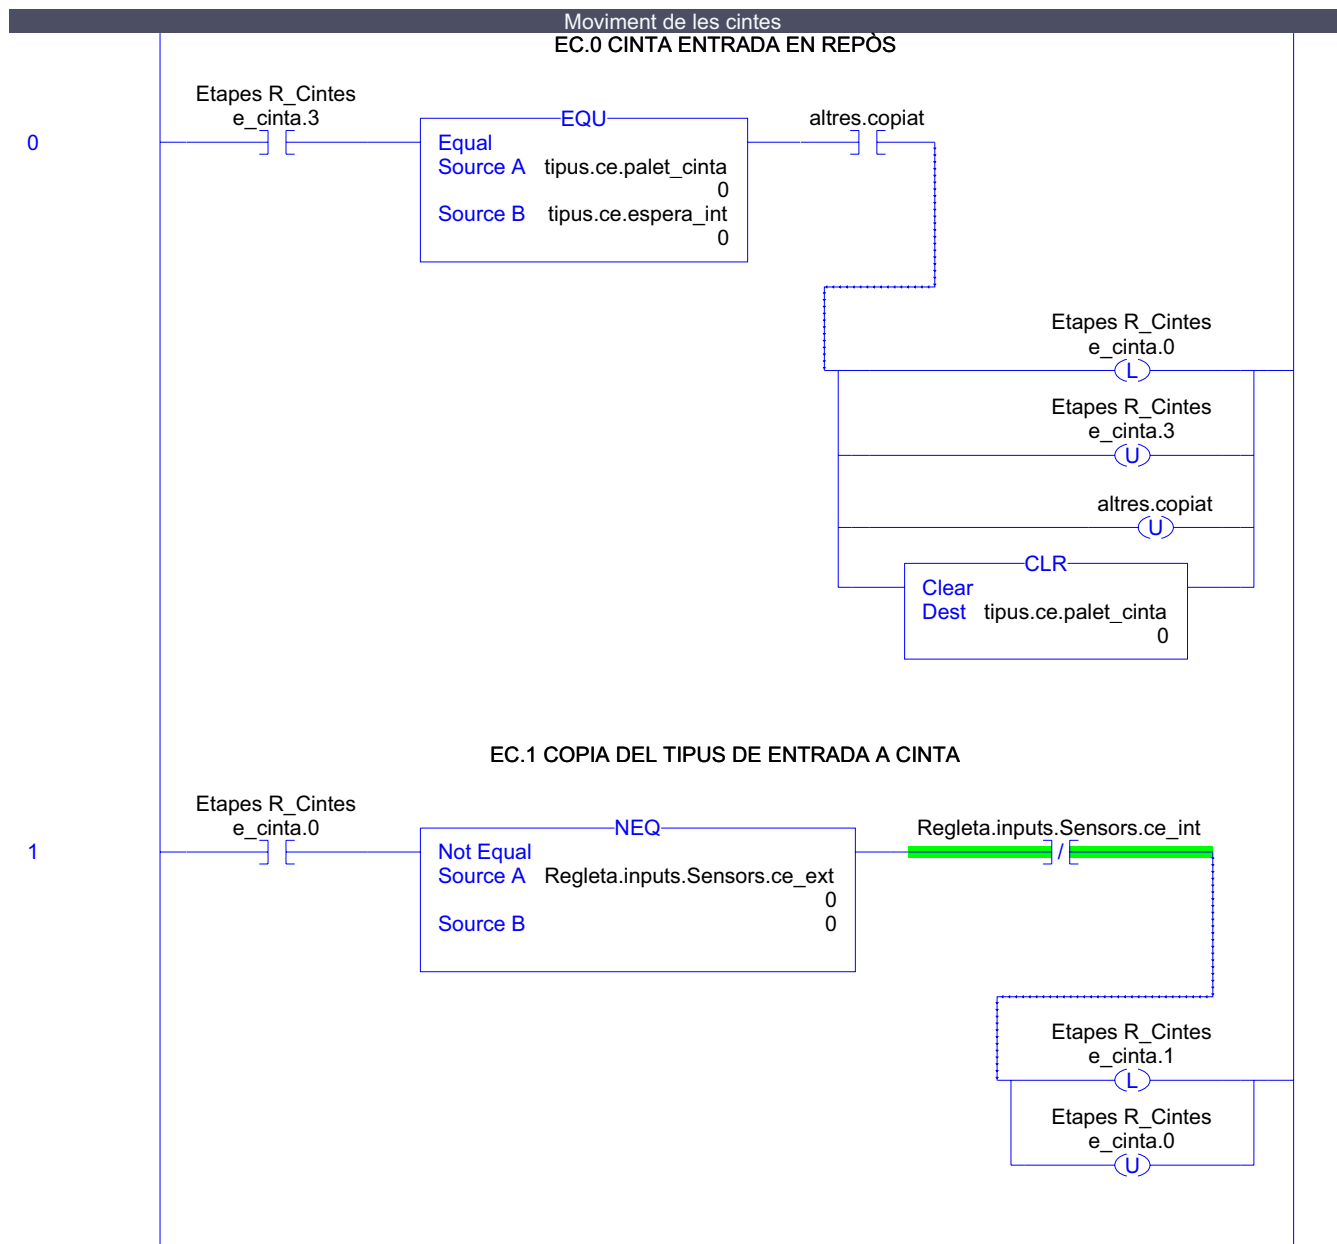 Moviment de les cintes
EC.0 CINTA ENTRADA EN REPÒS
Etapes R_Cintes
e_cinta.3
0
EQU
Equal
Source A tipus.ce.palet_cinta
0
Source B tipus.ce.espera_int
0
altres.copiat
Etapes R_Cintes
e_cinta.0
L
Etapes R_Cintes
e_cinta.3
U
altres.copiat
U
CLR
Clear
Dest tipus.ce.palet_cinta
0
EC.1 COPIA DEL TIPUS DE ENTRADA A CINTA
Etapes R_Cintes
e_cinta.0
1
NEQ
Not Equal
Source A Regleta.inputs.Sensors.ce_ext
0
Source B 0
Regleta.inputs.Sensors.ce_int
/
Etapes R_Cintes
e_cinta.1
L
Etapes R_Cintes
e_cinta.0
U